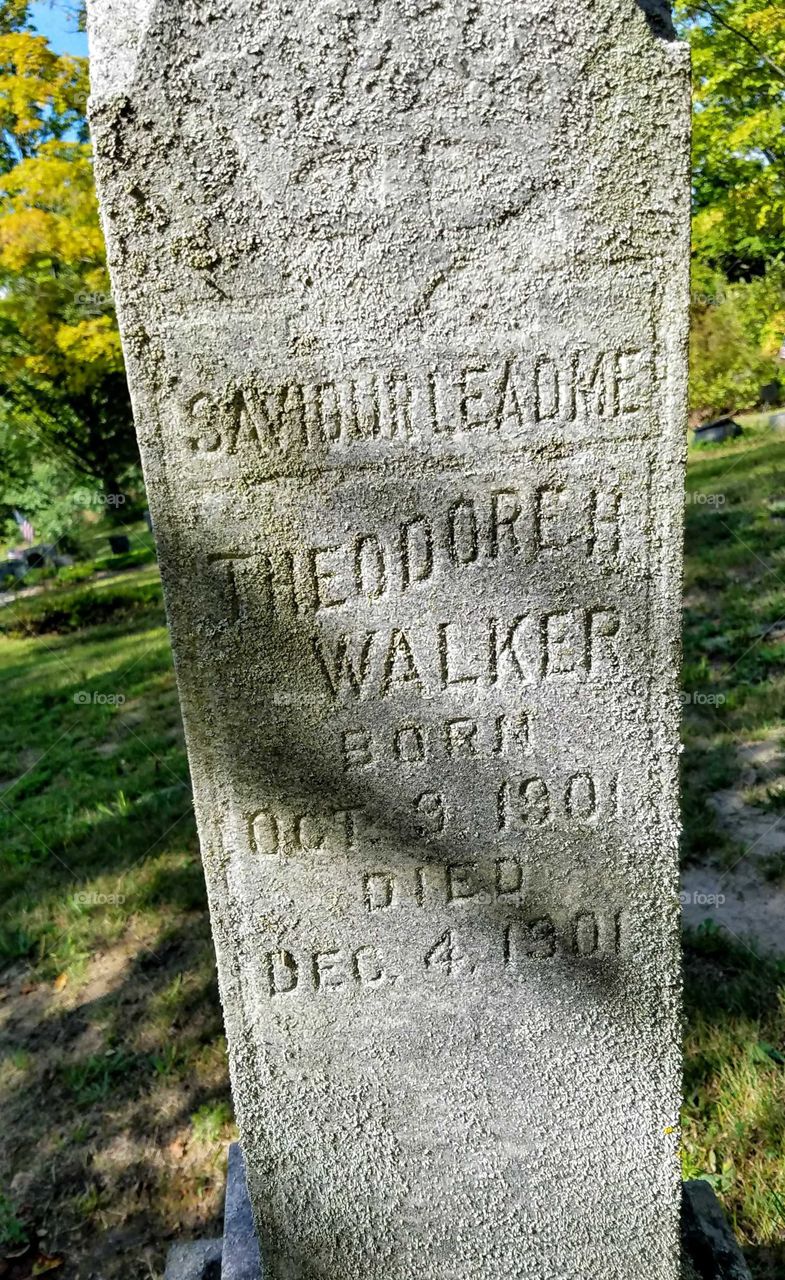 SAVIOUR LEAD ME
THEODORE H
WALKER
BORN
OCT. 9, 1901.
DIED
DEC. 4, 1901